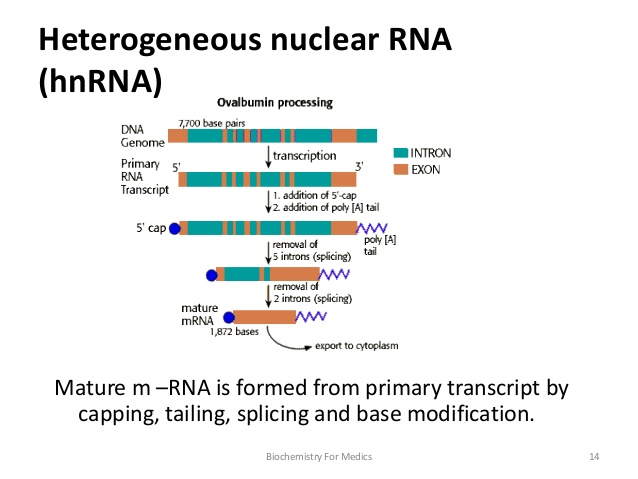 Heterogeneous nuclear RNA
(hnRNA)
Ovalbumin processing
7,700 base pairs
DNA
Genome
transcription
INTRON
EXON
Primary
RNA
Transcript
5'
3'
1. addition of 5'-cap
2. addition of poly [A] tail
5' cap
poly [A]
tail
removal of
5 introns (splicing)
removal of
2 introns (splicing)
mature
mRNA
1,872 bases
export to cytoplasm
Mature m –RNA is formed from primary transcript by
capping, tailing, splicing and base modification.
Biochemistry For Medics
14